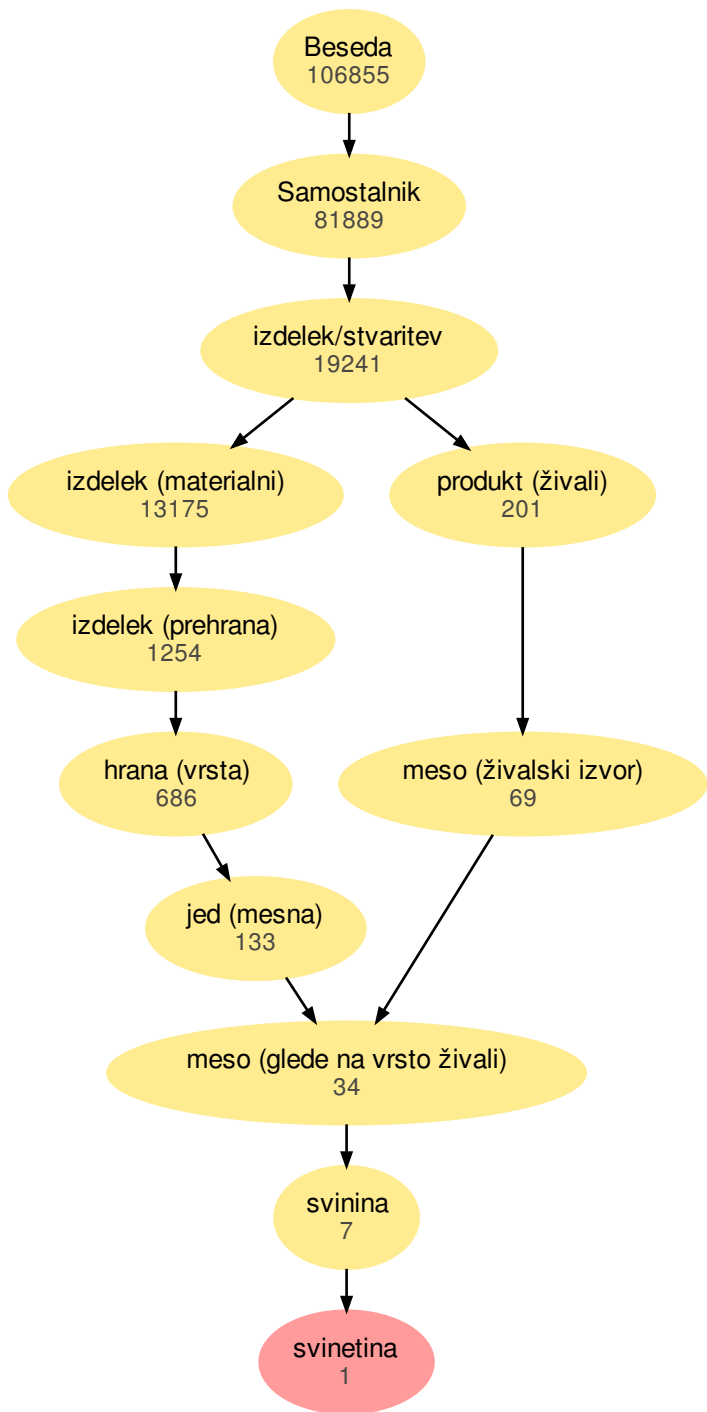 Beseda
106855
Samostalnik
81889
izdelek/stvaritev
19241
izdelek (materialni)
13175
produkt (živali)
201
izdelek (prehrana)
1254
hrana (vrsta)
686
meso (živalski izvor)
69
jed (mesna)
133
meso (glede na vrsto živali)
34
svinina
7
svinetina
1